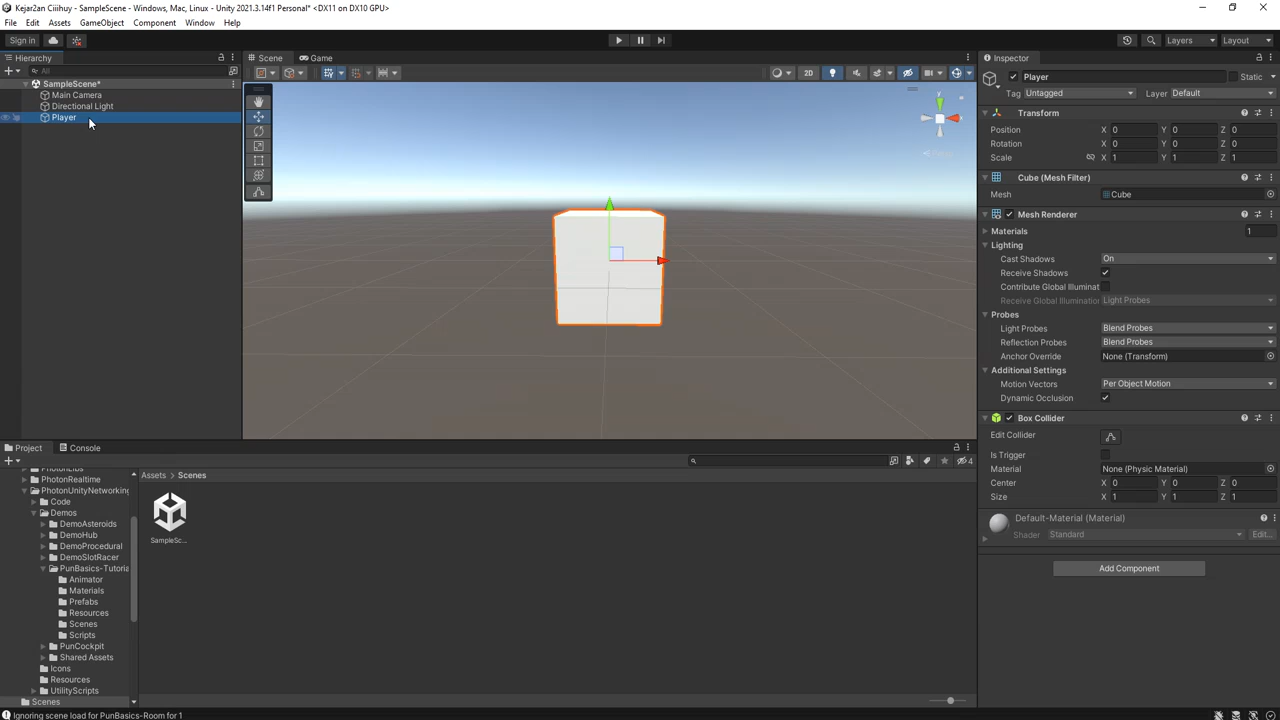 Kejar2an Ciiihuy - SampleScene - Windows, Mac, Linux - Unity 2021.3.14f1 Personal* <DX11 on DX10 GPU>
File Edit Assets GameObject Component Window Help
Sign in
Layers
Layout
Hierarchy
All
SampleScene*
Main Camera
Directional Light
Player
Scene
Game
2D
Inspector
Player
Static
Tag Untagged
Layer Default
Transform
Position X 0 Y 0 Z 0
Rotation X 0 Y 0 Z 0
Scale X 1 Y 1 Z 1
Cube (Mesh Filter)
Mesh Cube
Mesh Renderer
Materials 1
Lighting
Cast Shadows On
Receive Shadows
Contribute Global Illuminat
Receive Global Illumination Light Probes
Probes
Light Probes Blend Probes
Reflection Probes Blend Probes
Anchor Override None (Transform)
Additional Settings
Motion Vectors Per Object Motion
Dynamic Occlusion
Box Collider
Edit Collider
Is Trigger
Material None (Physic Material)
Center X 0 Y 0 Z 0
Size X 1 Y 1 Z 1
Default-Material (Material)
Shader Standard Edit...
Add Component
Project
Console
4
PhotonLibs
PhotonRealtime
PhotonUnityNetworking
Code
Demos
DemoAsteroids
DemoHub
DemoProcedural
DemoSlotRacer
PunBasics-Tutoria
Animator
Materials
Prefabs
Resources
Scenes
Scripts
PunCockpit
Shared Assets
Icons
Resources
UtilityScripts
Scenes
Assets Scenes
SampleSc...
Ignoring scene load for PunBasics-Room for 1